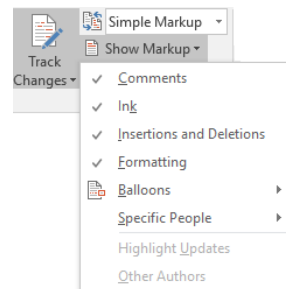 Simple Markup
Show Markup
Track
Changes
Comments
Ink
Insertions and Deletions
Formatting
Balloons
Specific People
Highlight Updates
Other Authors